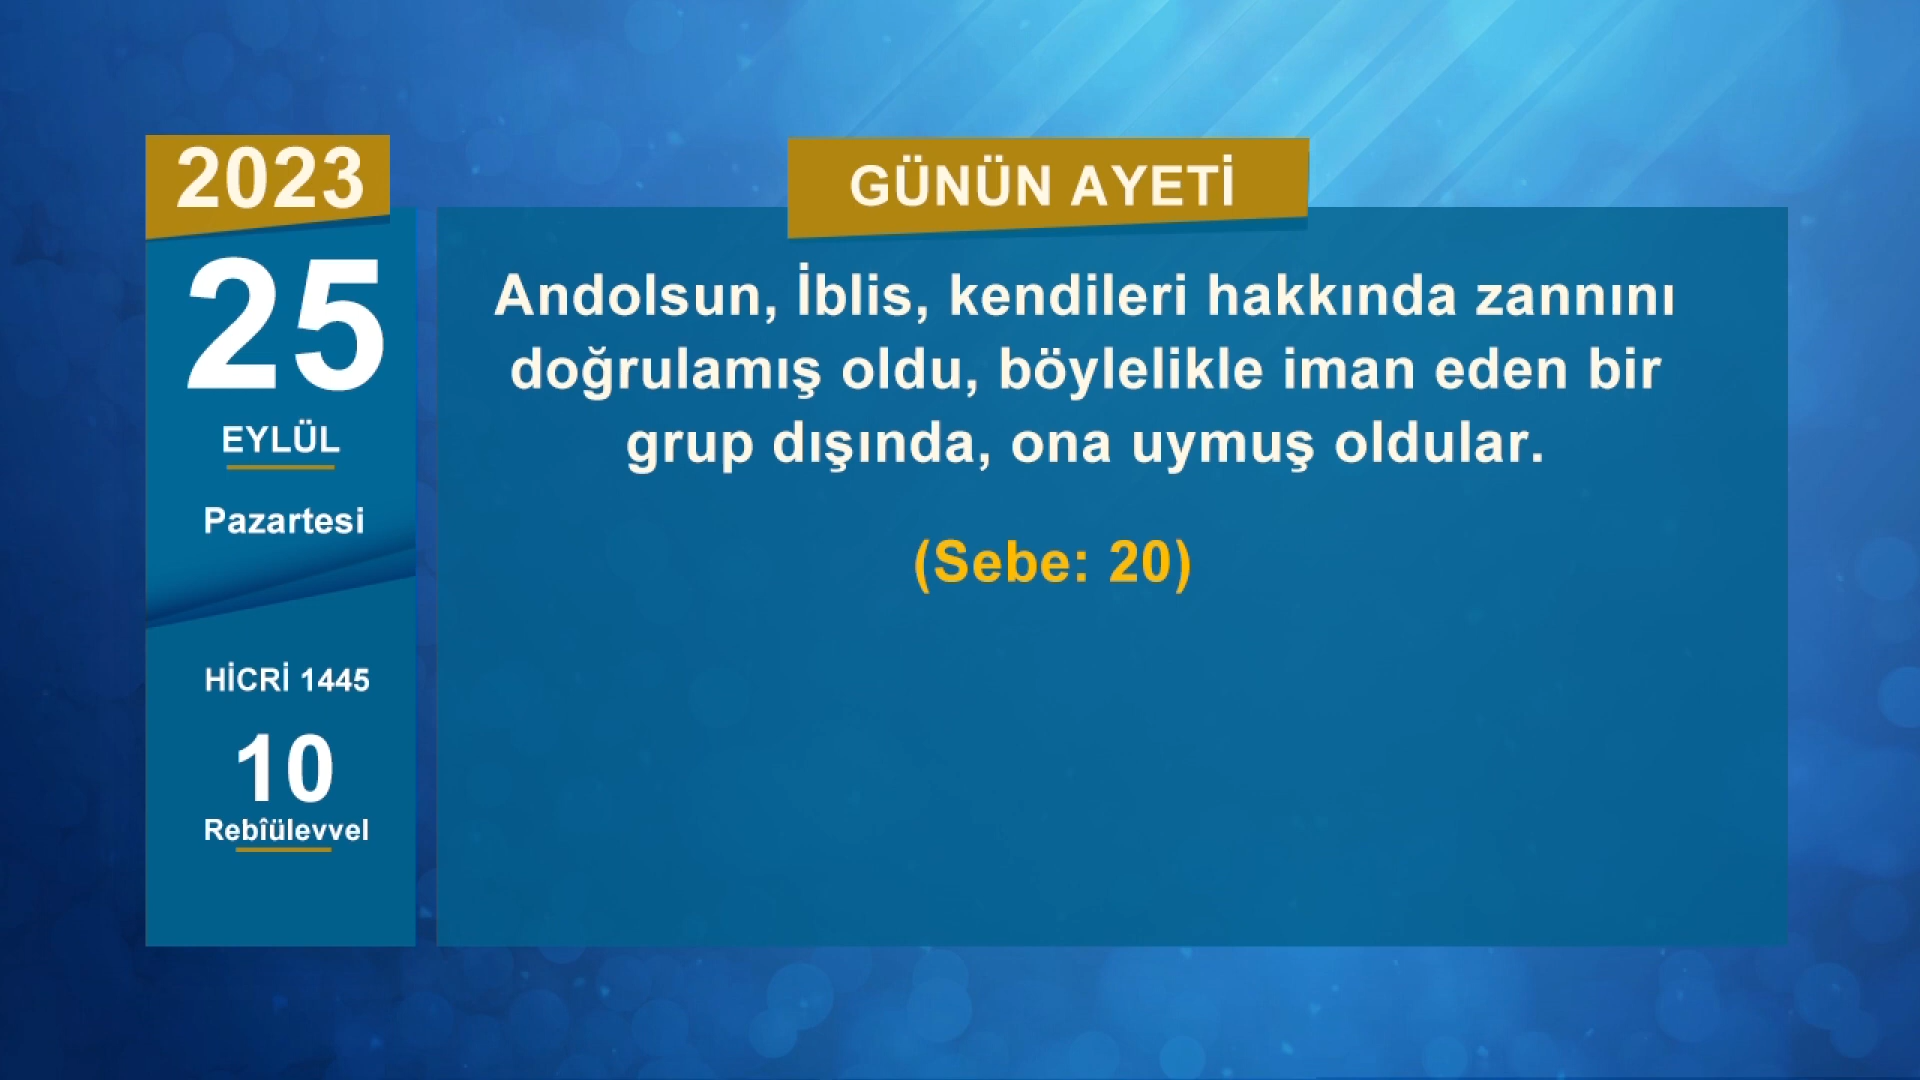 2023
25
EYLÜL
Pazartesi
HİCRİ 1445
10
Rebîülevvel
GÜNÜN AYETİ
Andolsun, İblis, kendileri hakkında zannını
doğrulamış oldu, böylelikle iman eden bir
grup dışında, ona uymuş oldular.
(Sebe: 20)